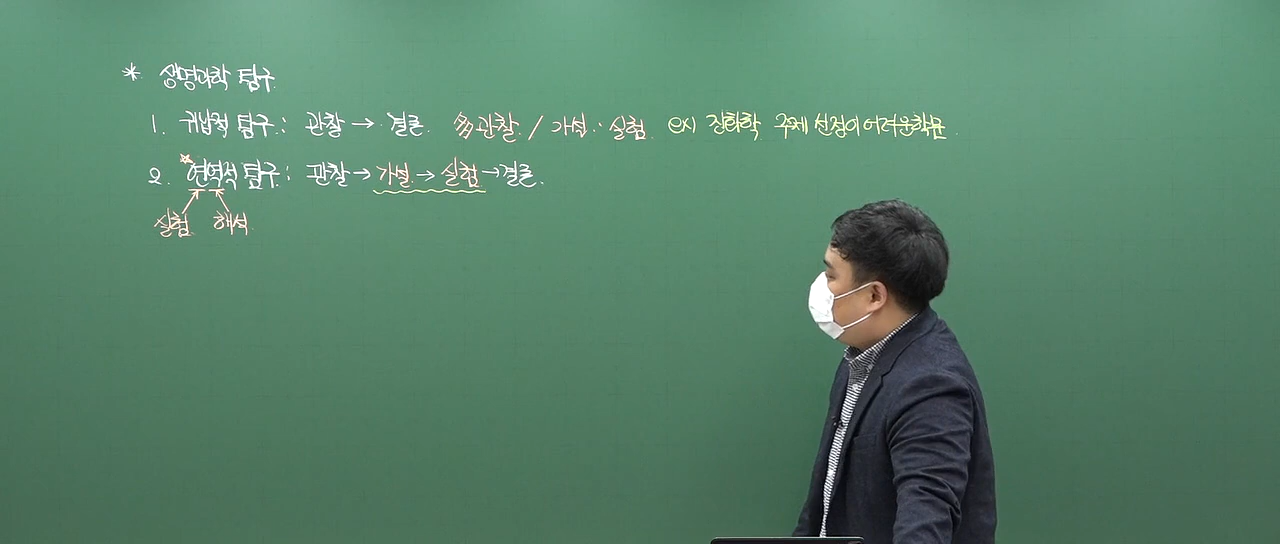 * 생명과학 탐구
1. 귀납적 탐구 : 관찰 → 결론. 多관찰 / 가설·실험 ex) 진화학 주제 선정이 어려운학문.
2. 연역적 탐구 : 관찰 → 가설 → 실험 → 결론.
실험 해석